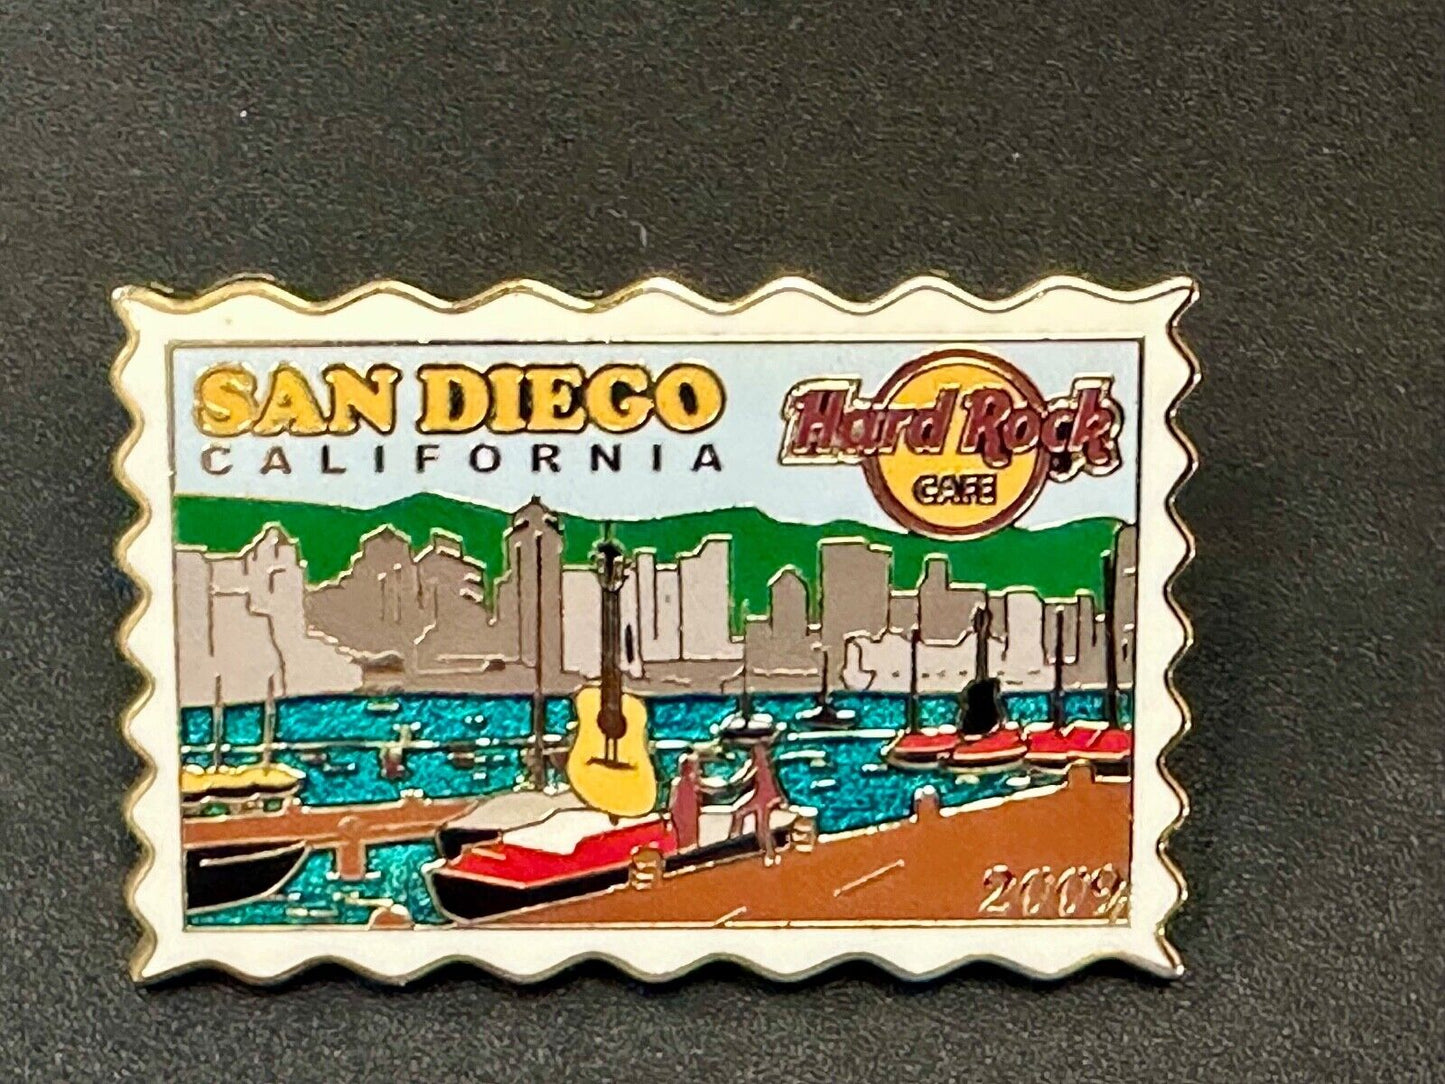 SAN DIEGO
CALIFORNIA
Hard Rock
CAFE
2009